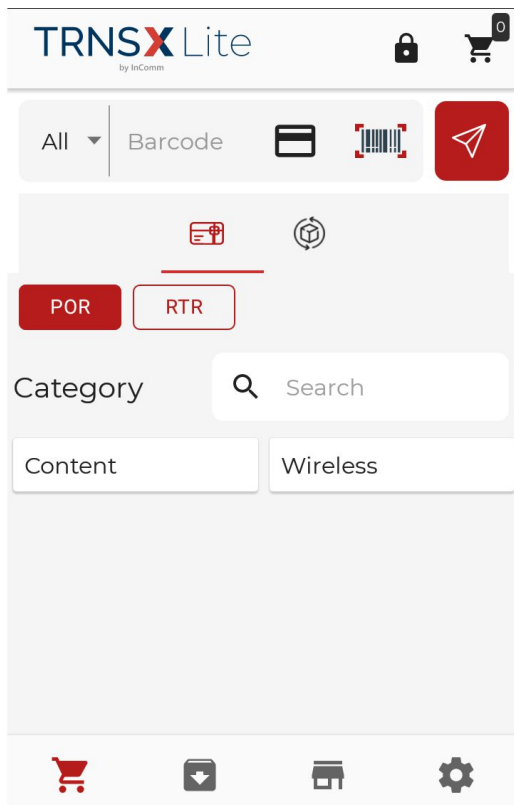 TRNSX Lite
by InComm
0
All Barcode
POR RTR
Category Search
Content Wireless